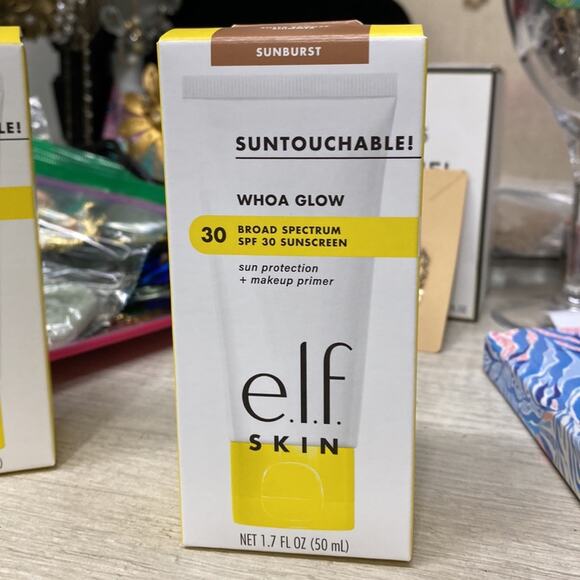 SUNBURST
SUNTOUCHABLE!
WHOA GLOW
30 BROAD SPECTRUM
SPF 30 SUNSCREEN
sun protection
+ makeup primer
e.l.f.
SKIN
NET 1.7 FL OZ (50 mL)
LE!